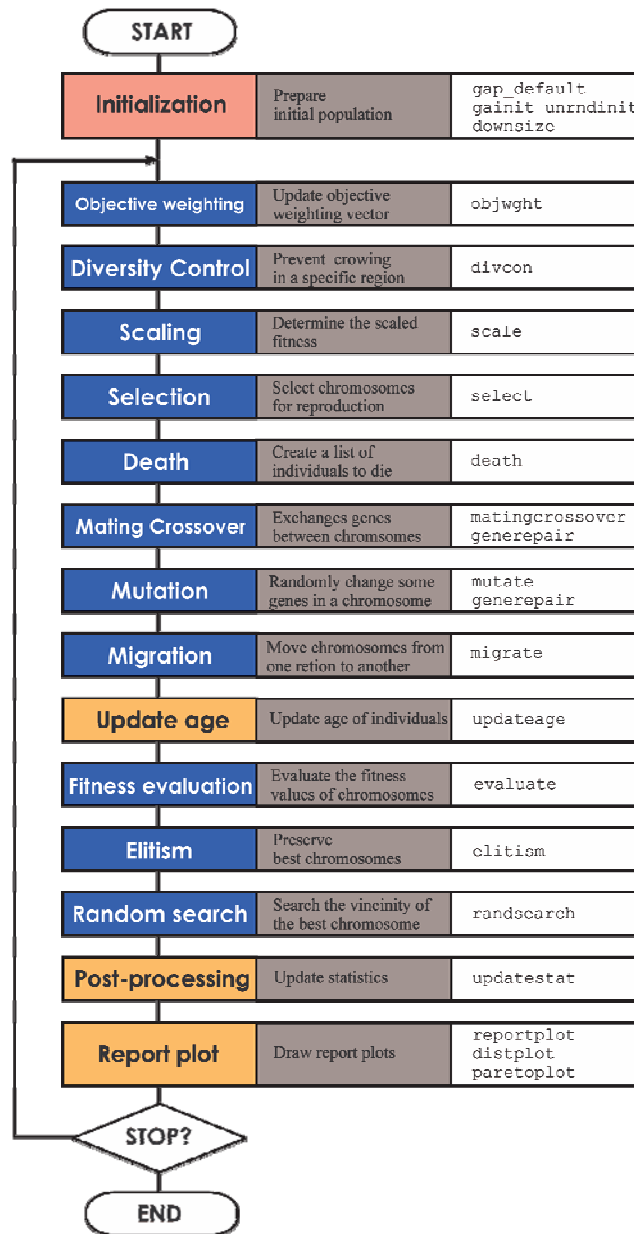 START
Initialization
Prepare
initial population
gap_default
gainit unrndinit
downsize
Objective weighting
Update objective
weighting vector
objwght
Diversity Control
Prevent crowing
in a specific region
divcon
Scaling
Determine the scaled
fitness
scale
Selection
Select chromosomes
for reproduction
select
Death
Create a list of
individuals to die
death
Mating Crossover
Exchanges genes
between chromsomes
matingcrossover
generepair
Mutation
Randomly change some
genes in a chromosome
mutate
generepair
Migration
Move chromosomes from
one retion to another
migrate
Update age
Update age of individuals
updateage
Fitness evaluation
Evaluate the fitness
values of chromosomes
evaluate
Elitism
Preserve
best chromosomes
elitism
Random search
Search the vincinity of
the best chromosome
randsearch
Post-processing
Update statistics
updatestat
Report plot
Draw report plots
reportplot
distplot
paretoplot
STOP?
END